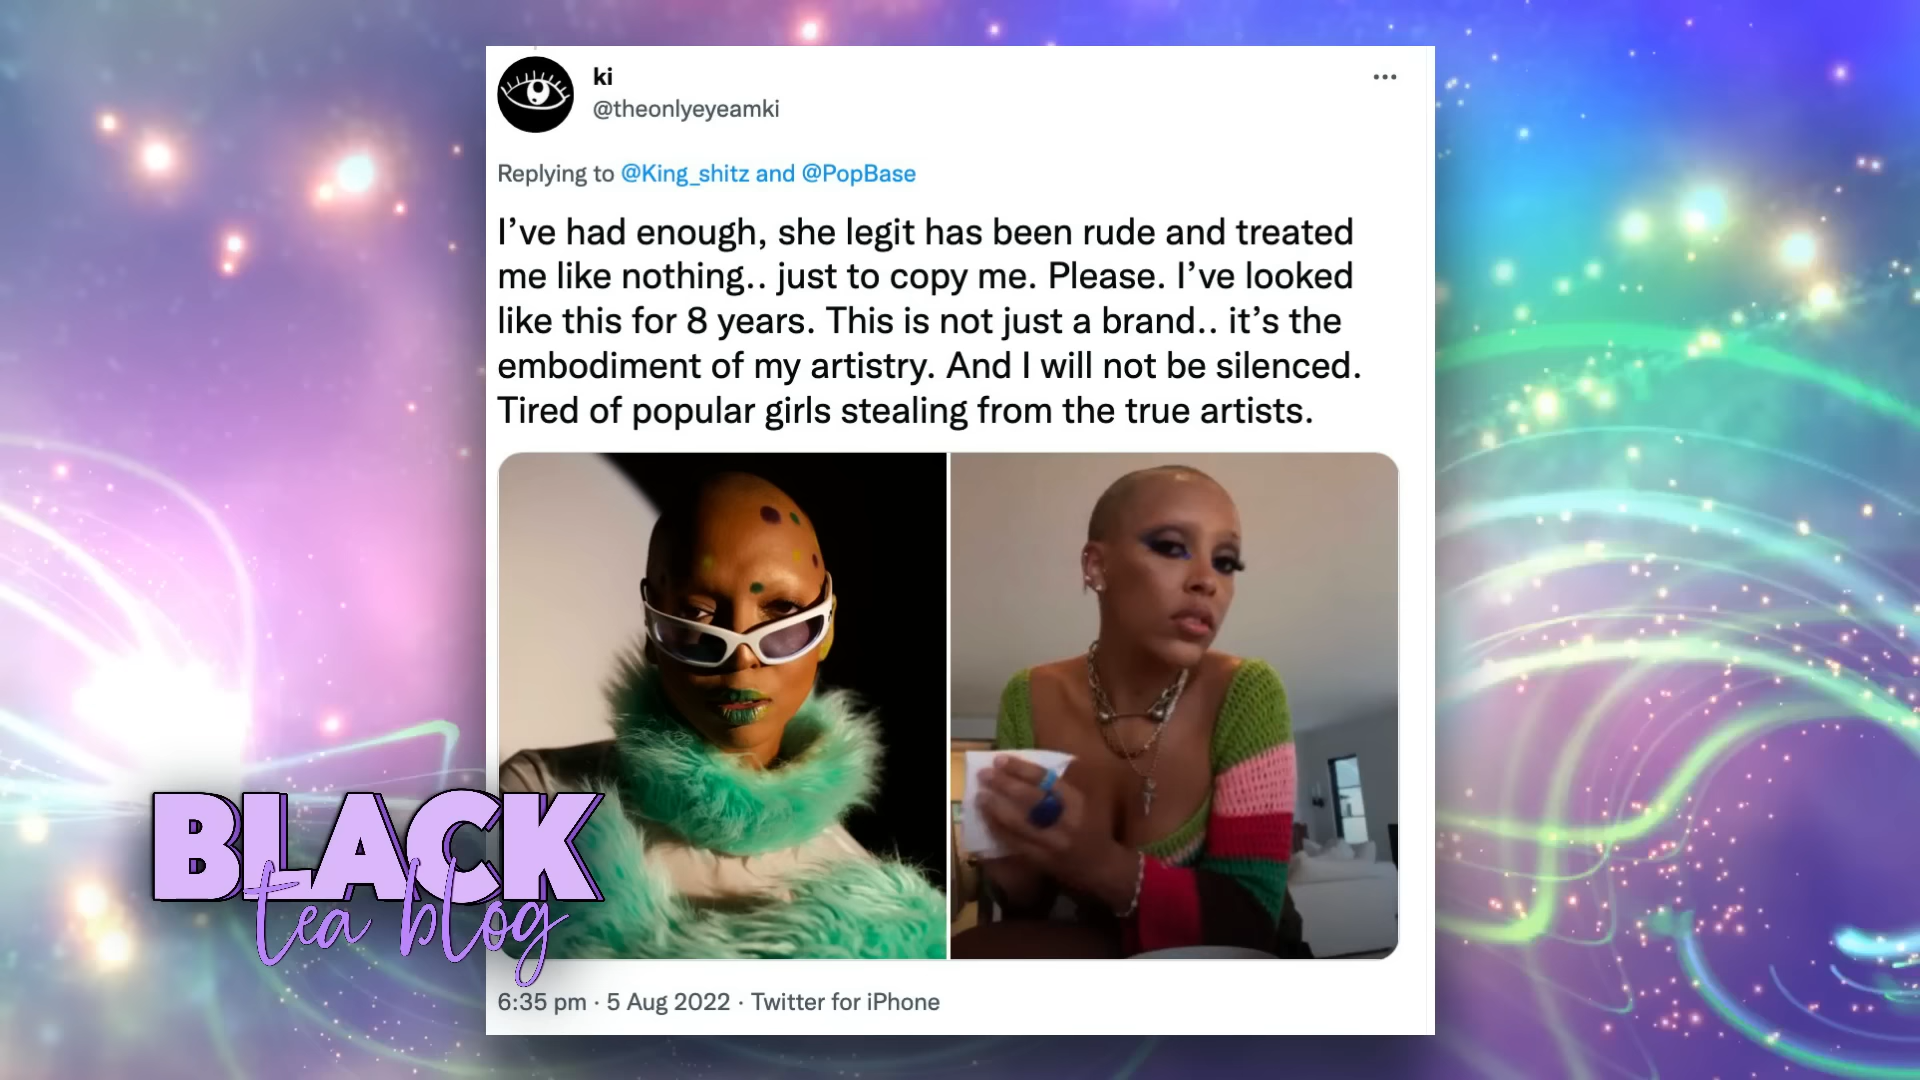 ki
@theonlyeyeamki
Replying to @King_shitz and @PopBase
I’ve had enough, she legit has been rude and treated
me like nothing.. just to copy me. Please. I’ve looked
like this for 8 years. This is not just a brand.. it’s the
embodiment of my artistry. And I will not be silenced.
Tired of popular girls stealing from the true artists.
BLACK
tea blog
6:35 pm · 5 Aug 2022 · Twitter for iPhone